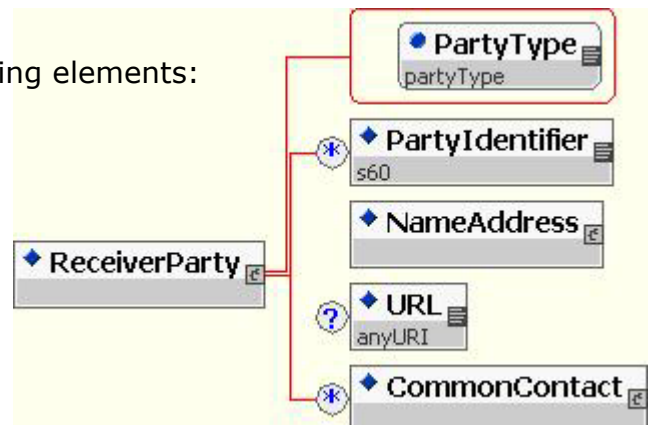 PartyType
partyType
ing elements:
PartyIdentifier
s60
NameAddress
ReceiverParty
URL
anyURI
CommonContact